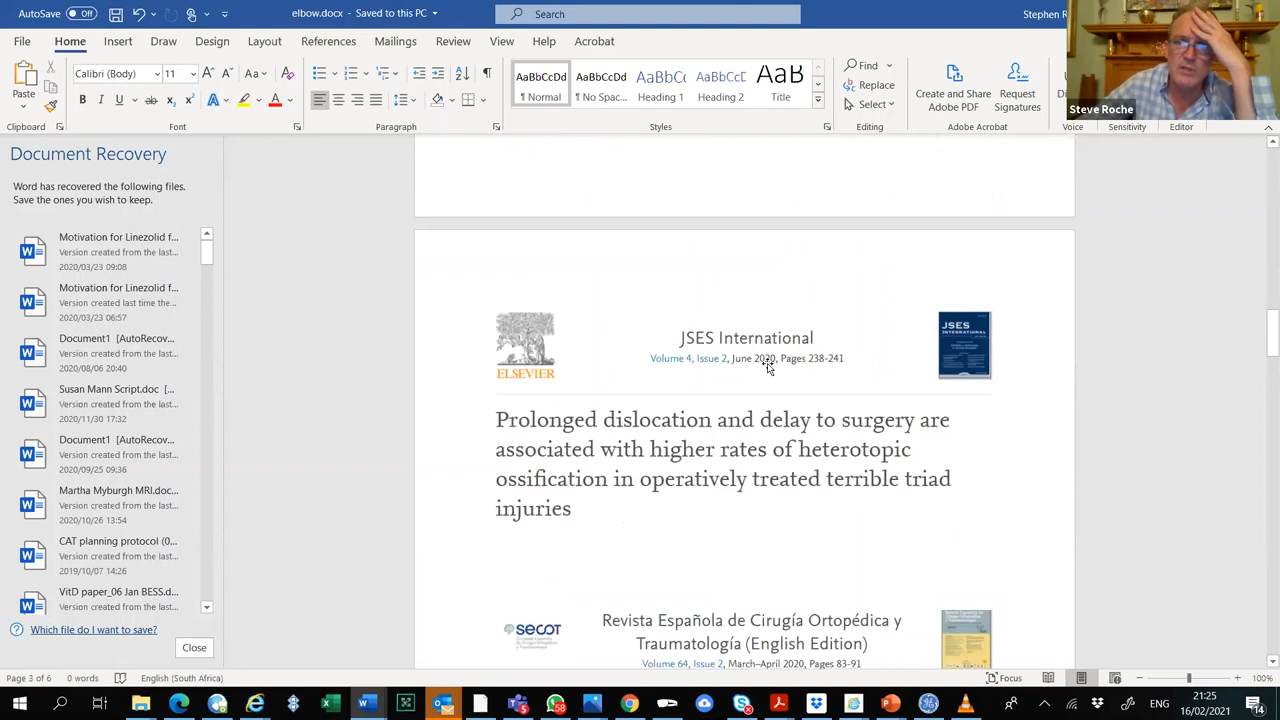 elbow.docx - Saved to this PC
Search
Stephen R
File Home Insert Draw Design Layout References Mailings Review View Help Acrobat
Calibri (Body) 11
Paste
AaBbCcDd AaBbCcDd AaBbCc AaBbCcD AaB
¶ Normal ¶ No Spac... Heading 1 Heading 2 Title
Find
Replace
Select
Create and Share Adobe PDF
Request Signatures
Steve Roche
Clipboard Font Paragraph Styles Editing Adobe Acrobat Voice Sensitivity Editor
Document Recovery
Word has recovered the following files.
Save the ones you wish to keep.
Motivation for Linezolid f...
Version created from the last...
2020/03/23 09:08
Motivation for Linezolid f...
Version created last time the...
2020/03/23 06:57
Document1 [AutoRecov...
Version created from the last...
2020/08/06 20:40
Susan Mann Script.doc [...
Version created from the last...
2020/11/30 17:32
Document1 [AutoRecov...
Version created from the last...
2020/09/25 09:36
Martha Myburgh MRI.doc...
Version created from the last...
2020/10/26 13:54
CAT planning protocol (0...
Version created from the last...
2019/10/07 14:26
VitD paper_06 Jan BESS.d...
Version created from the last...
Which file do I want to save?
Close
ELSEVIER
JSES International
Volume 4, Issue 2, June 2020, Pages 238-241
JSES
INTERNATIONAL
Prolonged dislocation and delay to surgery are
associated with higher rates of heterotopic
ossification in operatively treated terrible triad
injuries
secot
Revista Española de Cirugía Ortopédica y
Traumatología (English Edition)
Volume 64, Issue 2, March–April 2020, Pages 83-91
Page 3 of 6 0 words English (South Africa)
Focus
100%
68
ENG
21:25
16/02/2021
14